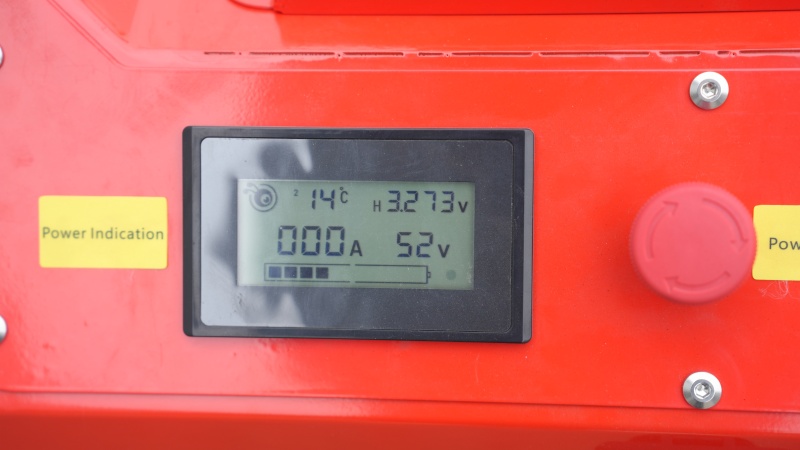 Power Indication
2 14°C H 3.273V
000A 52V
Pow